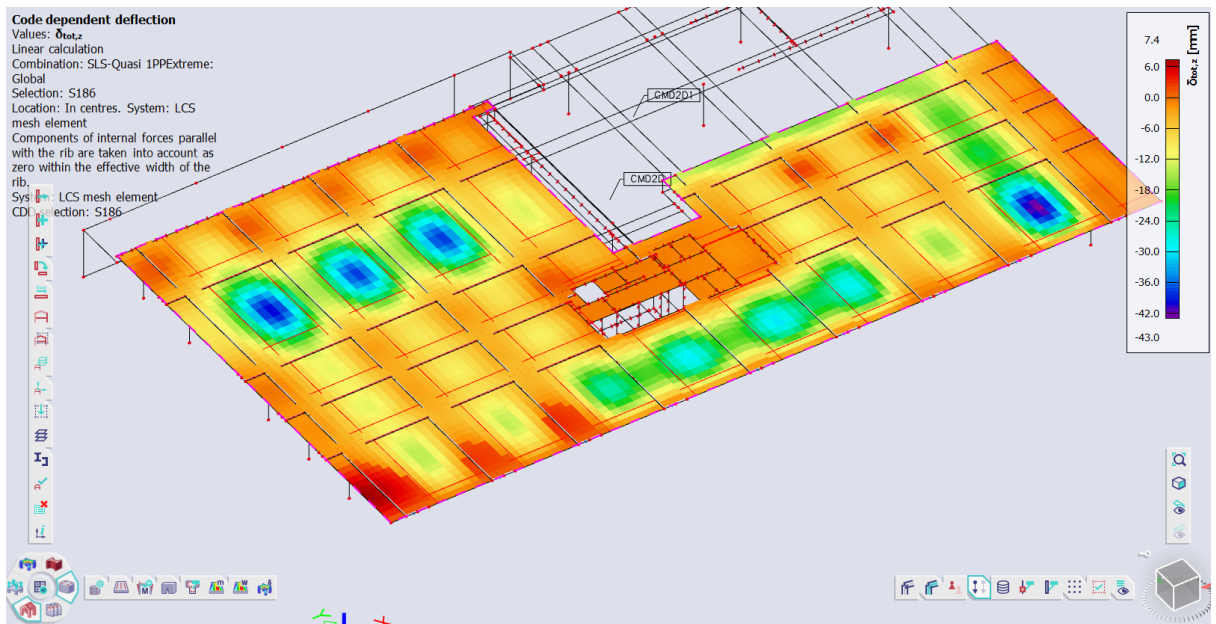 Code dependent deflection
Values: δtot,z
Linear calculation
Combination: SLS-Quasi 1PPExtreme:
Global
Selection: S186
Location: In centres. System: LCS
mesh element
Components of internal forces parallel
with the rib are taken into account as
zero within the effective width of the
rib.
System: LCS mesh element
selection: S186
CMD2D1
CMD2D
δtot,z [mm]
7.4
6.0
0.0
-6.0
-12.0
-18.0
-24.0
-30.0
-36.0
-42.0
-43.0